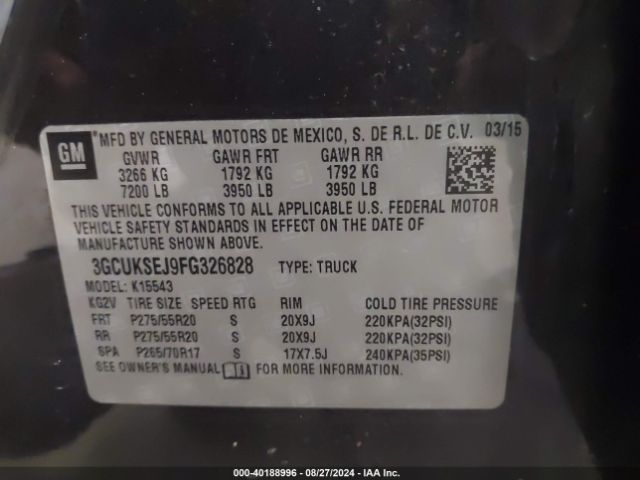 GM
*MFD BY GENERAL MOTORS DE MEXICO, S. DE R.L. DE C.V. 03/15
GVWR GAWR FRT GAWR RR
3266 KG 1792 KG 1792 KG
7200 LB 3950 LB 3950 LB
THIS VEHICLE CONFORMS TO ALL APPLICABLE U.S. FEDERAL MOTOR
VEHICLE SAFETY STANDARDS IN EFFECT ON THE DATE OF
MANUFACTURE SHOWN ABOVE.
3GCUKSEJ9FG326828 TYPE: TRUCK
MODEL: K15543
KG2V TIRE SIZE SPEED RTG RIM COLD TIRE PRESSURE
FRT P275/55R20 S 20X9J 220KPA(32PSI)
RR P275/55R20 S 20X9J 220KPA(32PSI)
SPA P265/70R17 S 17X7.5J 240KPA(35PSI)
SEE OWNER'S MANUAL FOR MORE INFORMATION.
000-40188996 - 08/27/2024 - IAA Inc.